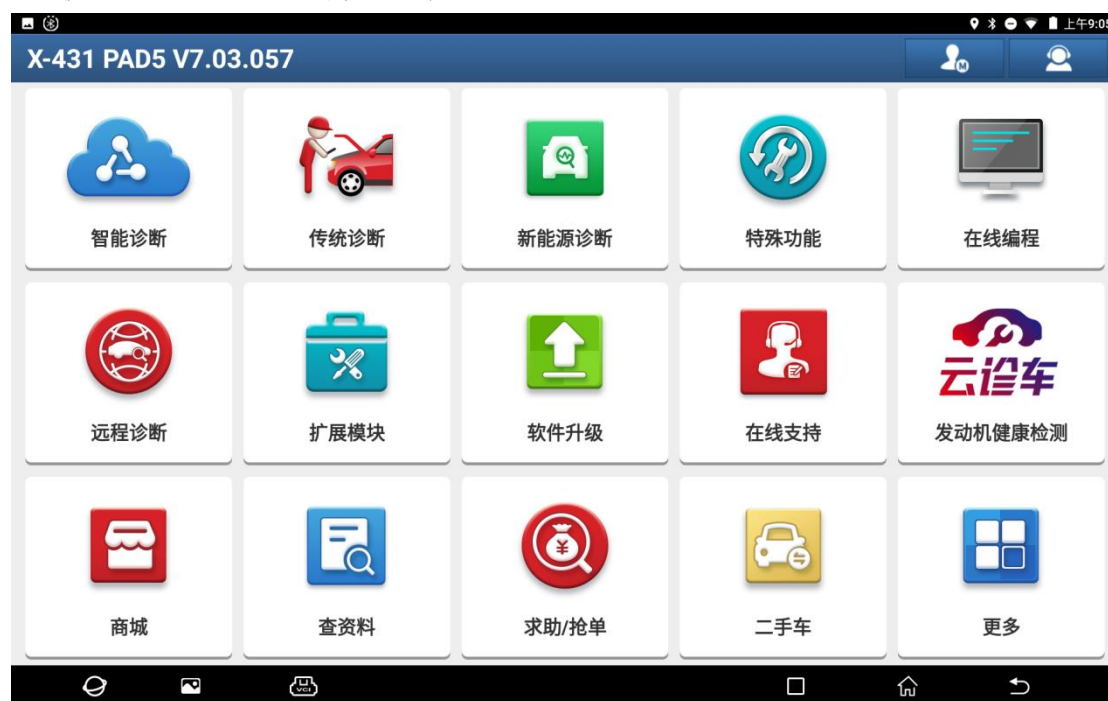 上午9:05
X-431 PAD5 V7.03.057
M
智能诊断
传统诊断
新能源诊断
特殊功能
在线编程
云诊车
远程诊断
扩展模块
软件升级
在线支持
发动机健康检测
¥
商城
查资料
求助/抢单
二手车
更多
VCI